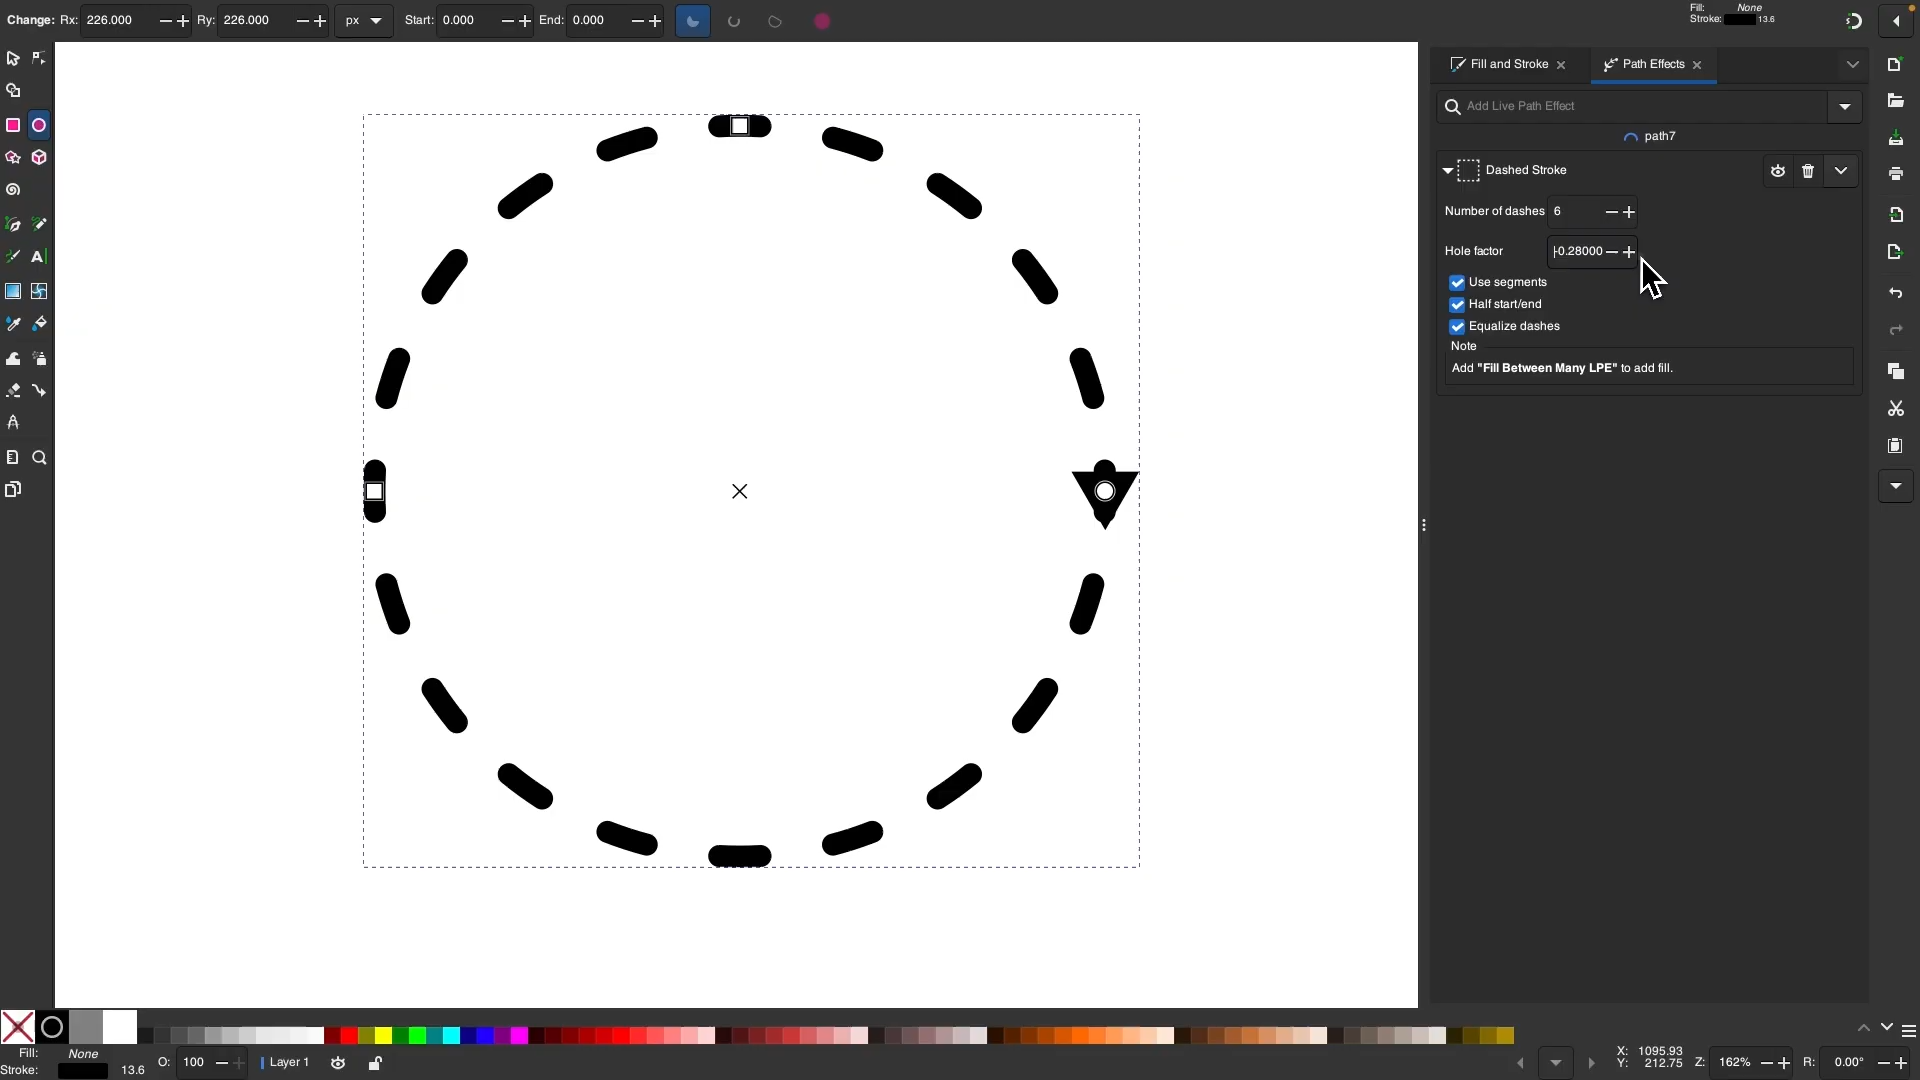 Change: Rx: 226.000 Ry: 226.000 px Start: 0.000 End: 0.000
Fill: None
Stroke: 13.6
Fill and Stroke Path Effects
Add Live Path Effect
path7
Dashed Stroke
Number of dashes 6
Hole factor -0.28000
Use segments
Half start/end
Equalize dashes
Note
Add "Fill Between Many LPE" to add fill.
Fill: None
Stroke: 13.6
O: 100
Layer 1
X: 1095.93
Y: 212.75
Z: 162%
R: 0.00°